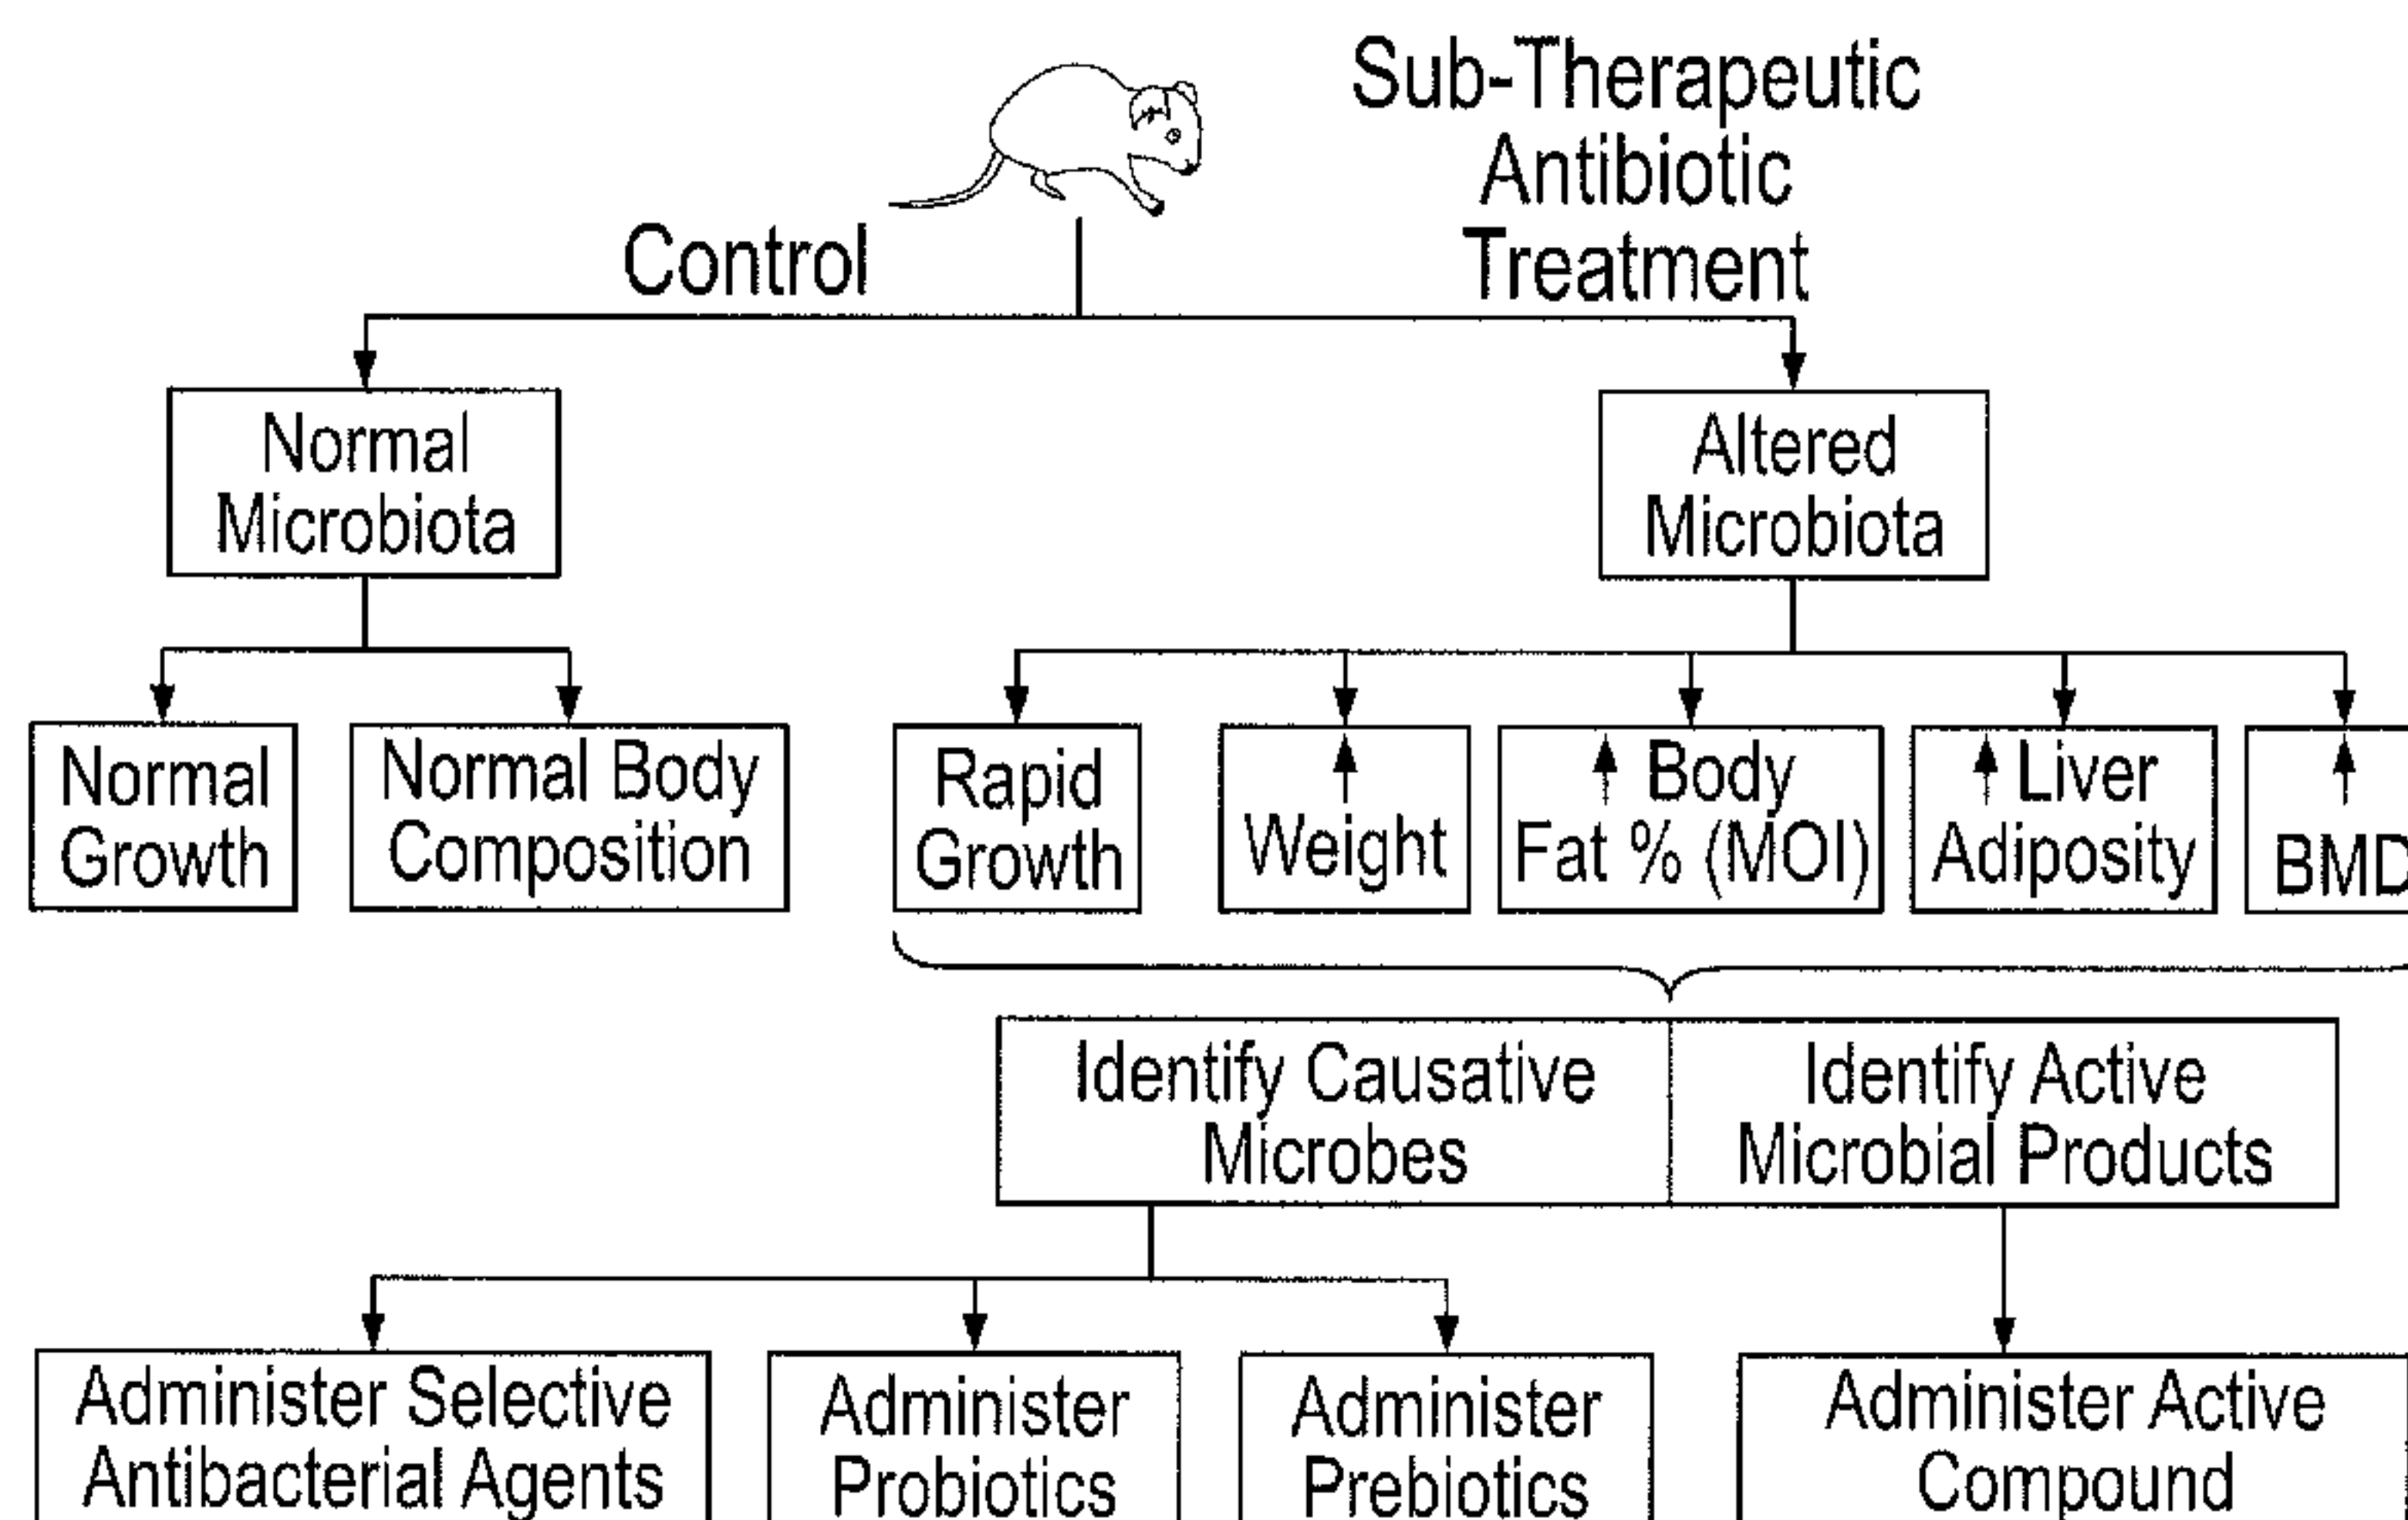 Sub-Therapeutic
Antibiotic
Treatment
Control
Normal
Microbiota
Altered
Microbiota
Normal
Growth
Normal Body
Composition
Rapid
Growth
↑
Weight
↑ Body
Fat % (MOI)
↑ Liver
Adiposity
↑
BMD
Identify Causative
Microbes
Identify Active
Microbial Products
Administer Selective
Antibacterial Agents
Administer
Probiotics
Administer
Prebiotics
Administer Active
Compound